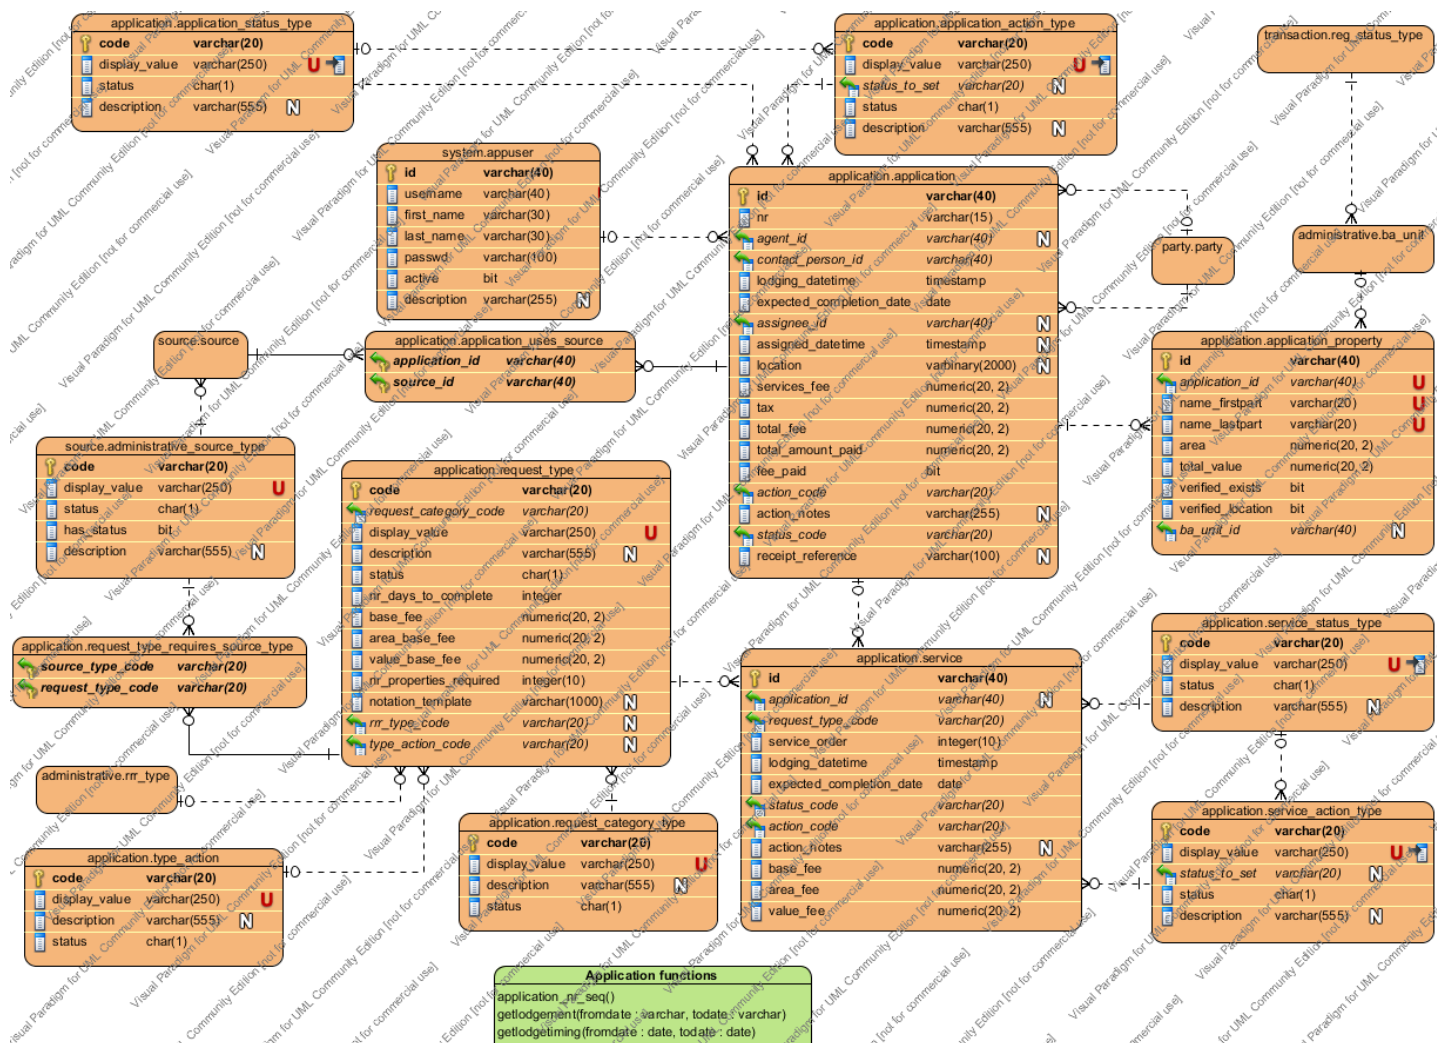 application.application_status_type
code varchar(20)
display_value varchar(250) U
status char(1)
description varchar(555) N
application.application_action_type
code varchar(20)
display_value varchar(250) U
status_to_set varchar(20) N
status char(1)
description varchar(555) N
transaction.reg_status_type
system.appuser
id varchar(40)
username varchar(40)
first_name varchar(30)
last_name varchar(30)
passwd varchar(100)
active bit
description varchar(255) N
application.application
id varchar(40)
nr varchar(15)
agent_id varchar(40) N
contact_person_id varchar(40)
lodging_datetime timestamp
expected_completion_date date
assignee_id varchar(40) N
assigned_datetime timestamp N
location varbinary(2000) N
services_fee numeric(20, 2)
tax numeric(20, 2)
total_fee numeric(20, 2)
total_amount_paid numeric(20, 2)
fee_paid bit
action_code varchar(20)
action_notes varchar(255) N
status_code varchar(20)
receipt_reference varchar(100) N
party.party
administrative.ba_unit
source.source
application.application_uses_source
application_id varchar(40)
source_id varchar(40)
application.application_property
id varchar(40)
application_id varchar(40) U
name_firstpart varchar(20) U
name_lastpart varchar(20) U
area numeric(20, 2)
total_value numeric(20, 2)
verified_exists bit
verified_location bit
ba_unit_id varchar(40) N
source.administrative_source_type
code varchar(20)
display_value varchar(250) U
status char(1)
has_status bit
description varchar(555) N
application.request_type
code varchar(20)
request_category_code varchar(20)
display_value varchar(250) U
description varchar(555) N
status char(1)
nr_days_to_complete integer
base_fee numeric(20, 2)
area_base_fee numeric(20, 2)
value_base_fee numeric(20, 2)
nr_properties_required integer(10)
notation_template varchar(1000) N
rrr_type_code varchar(20) N
type_action_code varchar(20) N
application.request_type_requires_source_type
source_type_code varchar(20)
request_type_code varchar(20)
application.service
id varchar(40)
application_id varchar(40) N
request_type_code varchar(20)
service_order integer(10)
lodging_datetime timestamp
expected_completion_date date
status_code varchar(20)
action_code varchar(20)
action_notes varchar(255) N
base_fee numeric(20, 2)
area_fee numeric(20, 2)
value_fee numeric(20, 2)
application.service_status_type
code varchar(20)
display_value varchar(250) U
status char(1)
description varchar(555) N
administrative.rrr_type
application.request_category_type
code varchar(20)
display_value varchar(250) U
description varchar(555) N
status char(1)
application.service_action_type
code varchar(20)
display_value varchar(250) U
status_to_set varchar(20) N
status char(1)
description varchar(555) N
application.type_action
code varchar(20)
display_value varchar(250) U
description varchar(555) N
status char(1)
Application functions
application_nr_seq()
getlodgement(fromdate : varchar, todate : varchar)
getlodgetiming(fromdate : date, todate : date)
Visual Paradigm for UML Community Edition [not for commercial use]